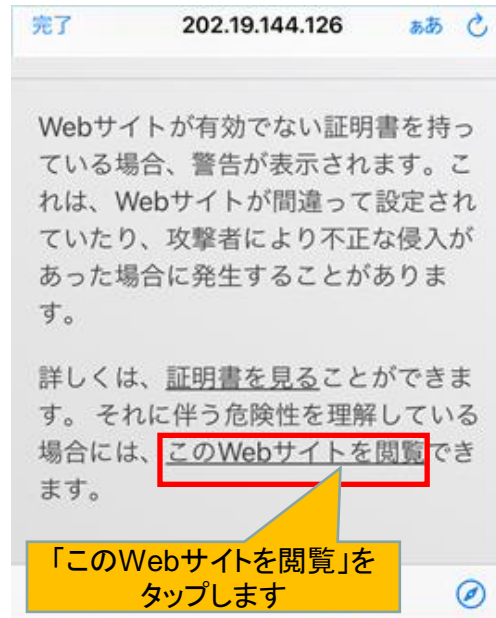 完了 202.19.144.126 ぁあ
Webサイトが有効でない証明書を持っ
ている場合、警告が表示されます。こ
れは、Webサイトが間違って設定され
ていたり、攻撃者により不正な侵入が
あった場合に発生することがありま
す。
詳しくは、証明書を見ることができま
す。 それに伴う危険性を理解している
場合には、このWebサイトを閲覧でき
ます。
「このWebサイトを閲覧」を
タップします